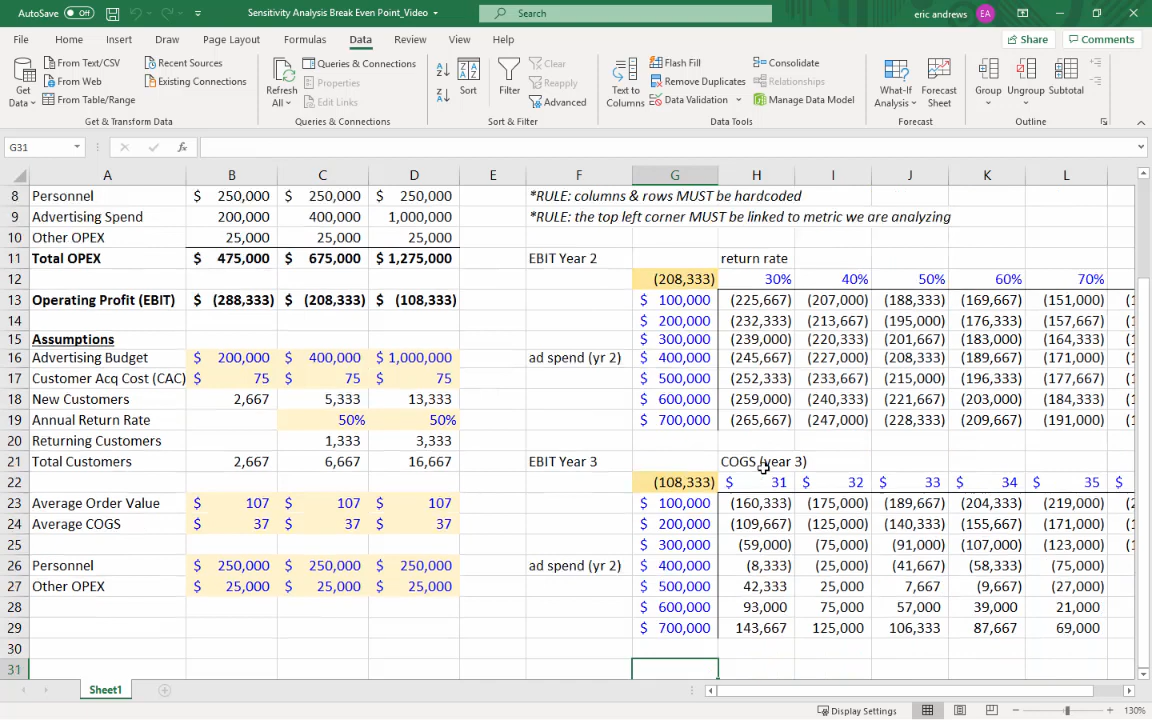 AutoSave Off Sensitivity Analysis Break Even Point_Video Search eric andrews EA
File Home Insert Draw Page Layout Formulas Data Review View Help Share Comments
Get Data From Text/CSV From Web From Table/Range Recent Sources Existing Connections
Refresh All Queries & Connections Properties Edit Links
Sort Filter Clear Reapply Advanced
Text to Columns Flash Fill Remove Duplicates Data Validation Consolidate Relationships Manage Data Model
What-If Analysis Forecast Sheet Group Ungroup Subtotal
Get & Transform Data Queries & Connections Sort & Filter Data Tools Forecast Outline
G31 fx
A B C D E F G H I J K L
8 Personnel $ 250,000 $ 250,000 $ 250,000 *RULE: columns & rows MUST be hardcoded
9 Advertising Spend 200,000 400,000 1,000,000 *RULE: the top left corner MUST be linked to metric we are analyzing
10 Other OPEX 25,000 25,000 25,000
11 Total OPEX $ 475,000 $ 675,000 $ 1,275,000 EBIT Year 2 return rate
12 (208,333) 30% 40% 50% 60% 70%
13 Operating Profit (EBIT) $ (288,333) $ (208,333) $ (108,333) $ 100,000 (225,667) (207,000) (188,333) (169,667) (151,000) (1
14 $ 200,000 (232,333) (213,667) (195,000) (176,333) (157,667) (1
15 Assumptions $ 300,000 (239,000) (220,333) (201,667) (183,000) (164,333) (1
16 Advertising Budget $ 200,000 $ 400,000 $ 1,000,000 ad spend (yr 2) $ 400,000 (245,667) (227,000) (208,333) (189,667) (171,000) (1
17 Customer Acq Cost (CAC) $ 75 $ 75 $ 75 $ 500,000 (252,333) (233,667) (215,000) (196,333) (177,667) (1
18 New Customers 2,667 5,333 13,333 $ 600,000 (259,000) (240,333) (221,667) (203,000) (184,333) (1
19 Annual Return Rate 50% 50% $ 700,000 (265,667) (247,000) (228,333) (209,667) (191,000) (1
20 Returning Customers 1,333 3,333
21 Total Customers 2,667 6,667 16,667 EBIT Year 3 COGS (year 3)
22 (108,333) $ 31 $ 32 $ 33 $ 34 $ 35 $
23 Average Order Value $ 107 $ 107 $ 107 $ 100,000 (160,333) (175,000) (189,667) (204,333) (219,000) (2
24 Average COGS $ 37 $ 37 $ 37 $ 200,000 (109,667) (125,000) (140,333) (155,667) (171,000) (1
25 $ 300,000 (59,000) (75,000) (91,000) (107,000) (123,000) (1
26 Personnel $ 250,000 $ 250,000 $ 250,000 ad spend (yr 2) $ 400,000 (8,333) (25,000) (41,667) (58,333) (75,000)
27 Other OPEX $ 25,000 $ 25,000 $ 25,000 $ 500,000 42,333 25,000 7,667 (9,667) (27,000)
28 $ 600,000 93,000 75,000 57,000 39,000 21,000
29 $ 700,000 143,667 125,000 106,333 87,667 69,000
30
31
Sheet1
Display Settings 130%